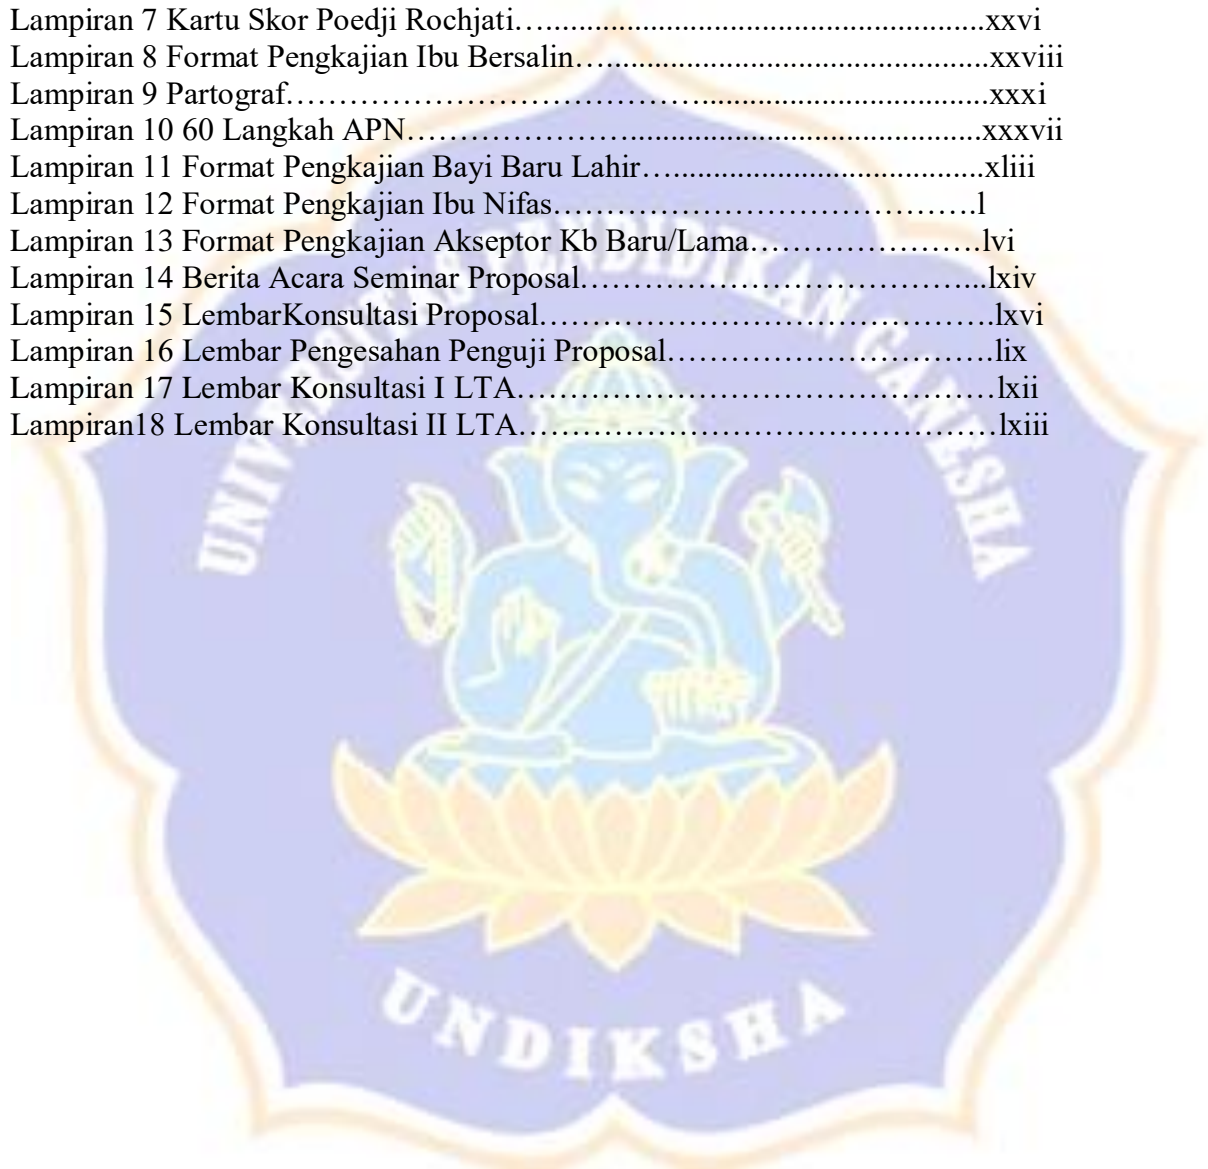 Lampiran 7 Kartu Skor Poedji Rochjati….........................................................xxvi
Lampiran 8 Format Pengkajian Ibu Bersalin…..............................................xxviii
Lampiran 9 Partograf…………………………………...................................xxxi
Lampiran 10 60 Langkah APN…………………...........................................xxxvii
Lampiran 11 Format Pengkajian Bayi Baru Lahir….....................................xliii
Lampiran 12 Format Pengkajian Ibu Nifas………………………………….l
Lampiran 13 Format Pengkajian Akseptor Kb Baru/Lama………………….lvi
Lampiran 14 Berita Acara Seminar Proposal………………………………...lxiv
Lampiran 15 LembarKonsultasi Proposal…………………………………….lxvi
Lampiran 16 Lembar Pengesahan Penguji Proposal………………………….lix
Lampiran 17 Lembar Konsultasi I LTA……………………………………….lxii
Lampiran18 Lembar Konsultasi II LTA……………………………………….lxiii
UNIVERSITAS PENDIDIKAN GANESHA
UNDIKSHA